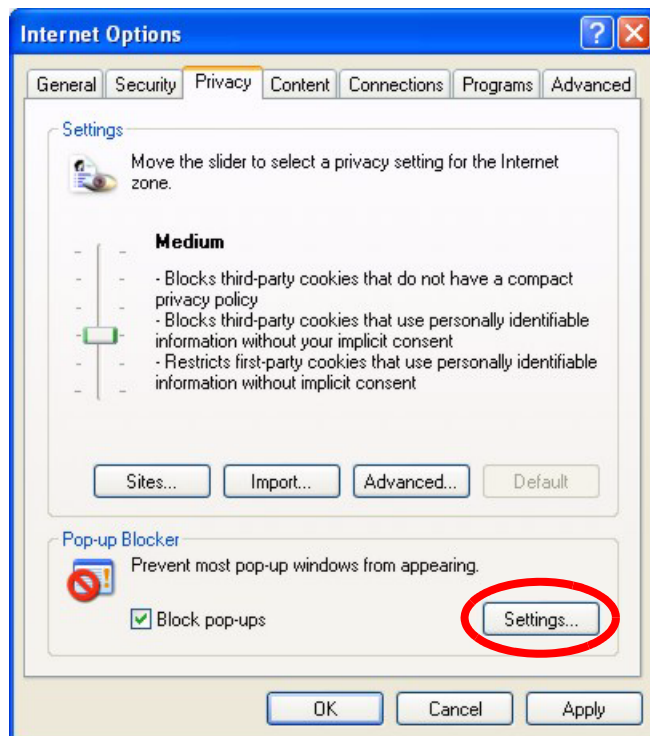 Internet Options
General Security Privacy Content Connections Programs Advanced
Settings
Move the slider to select a privacy setting for the Internet
zone.
Medium
- Blocks third-party cookies that do not have a compact
privacy policy
- Blocks third-party cookies that use personally identifiable
information without your implicit consent
- Restricts first-party cookies that use personally identifiable
information without implicit consent
Sites... Import... Advanced... Default
Pop-up Blocker
Prevent most pop-up windows from appearing.
Block pop-ups Settings...
OK Cancel Apply